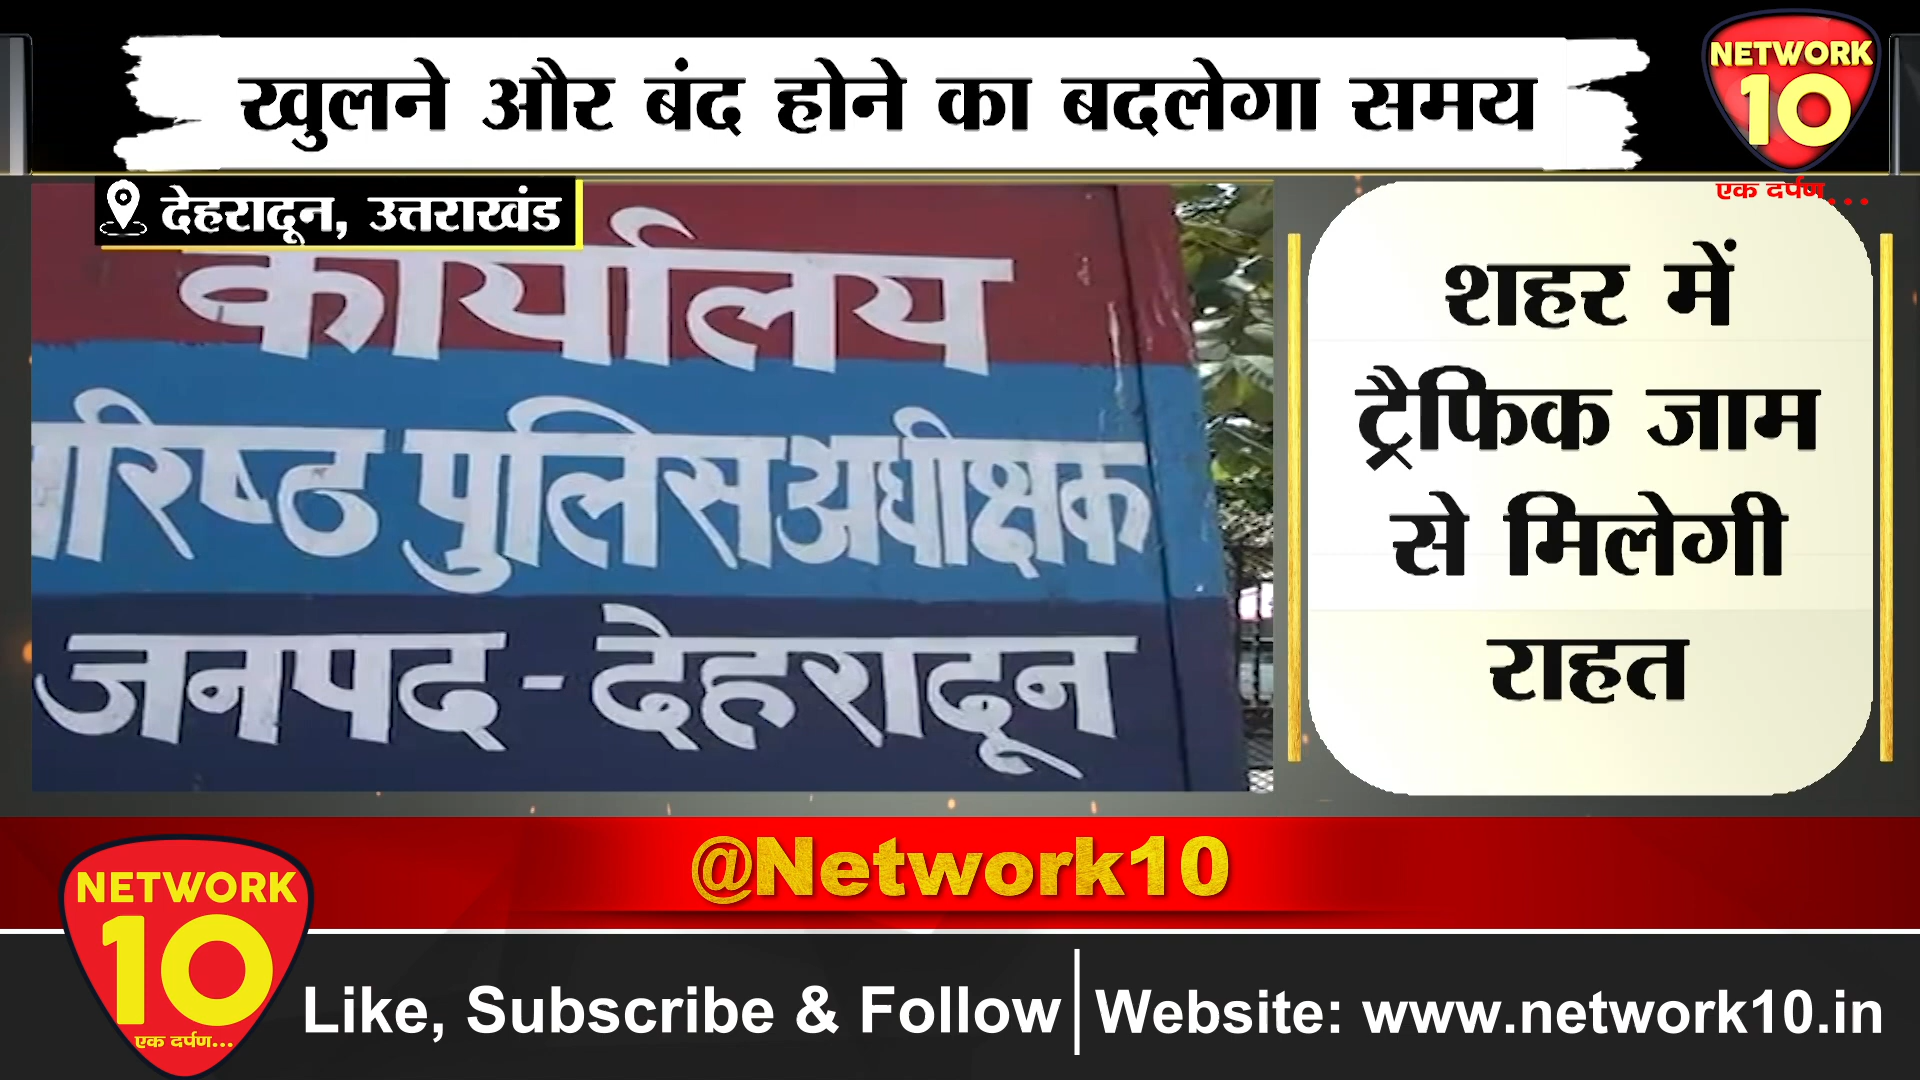 खुलने और बंद होने का बदलेगा समय
NETWORK
10
एक दर्पण...
देहरादून, उत्तराखंड
कार्यालय
वरिष्ठ पुलिस अधीक्षक
जनपद - देहरादून
शहर में
ट्रैफिक जाम
से मिलेगी
राहत
@Network10
NETWORK
10
एक दर्पण...
Like, Subscribe & Follow
Website: www.network10.in